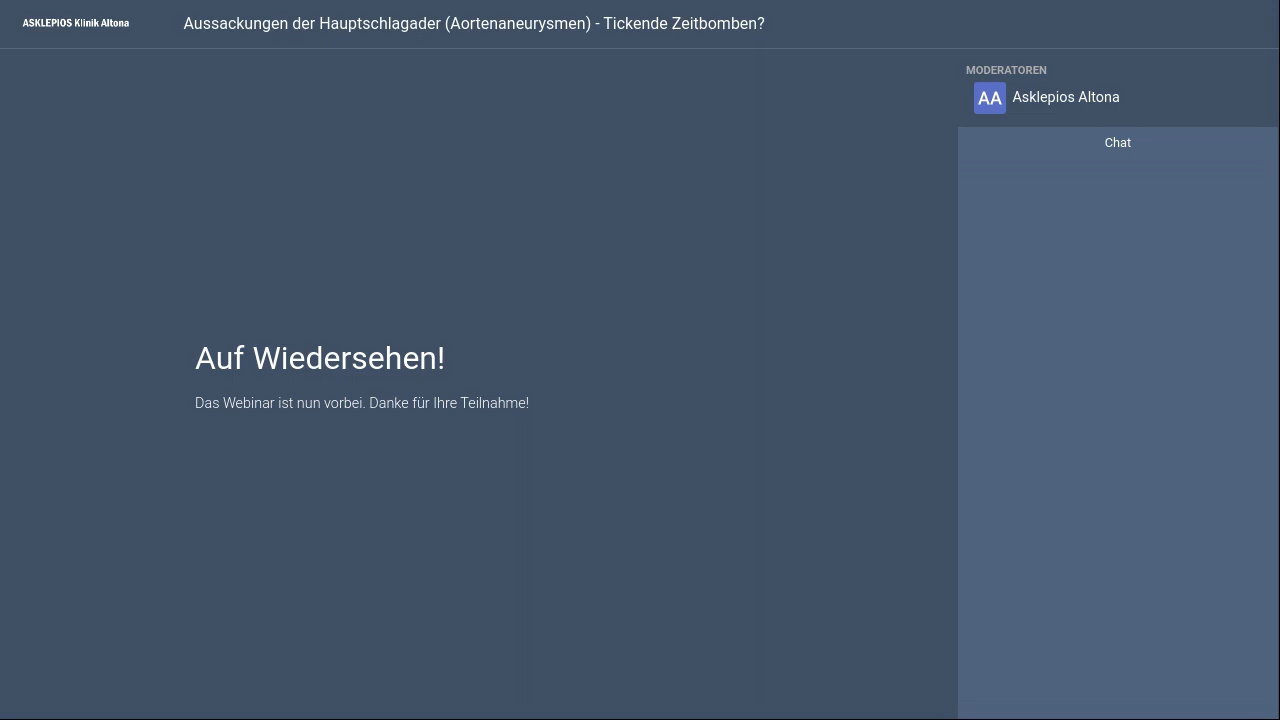 ASKLEPIOS Klinik Altona
Aussackungen der Hauptschlagader (Aortenaneurysmen) - Tickende Zeitbomben?
MODERATOREN
AA Asklepios Altona
Chat
Auf Wiedersehen!
Das Webinar ist nun vorbei. Danke für Ihre Teilnahme!